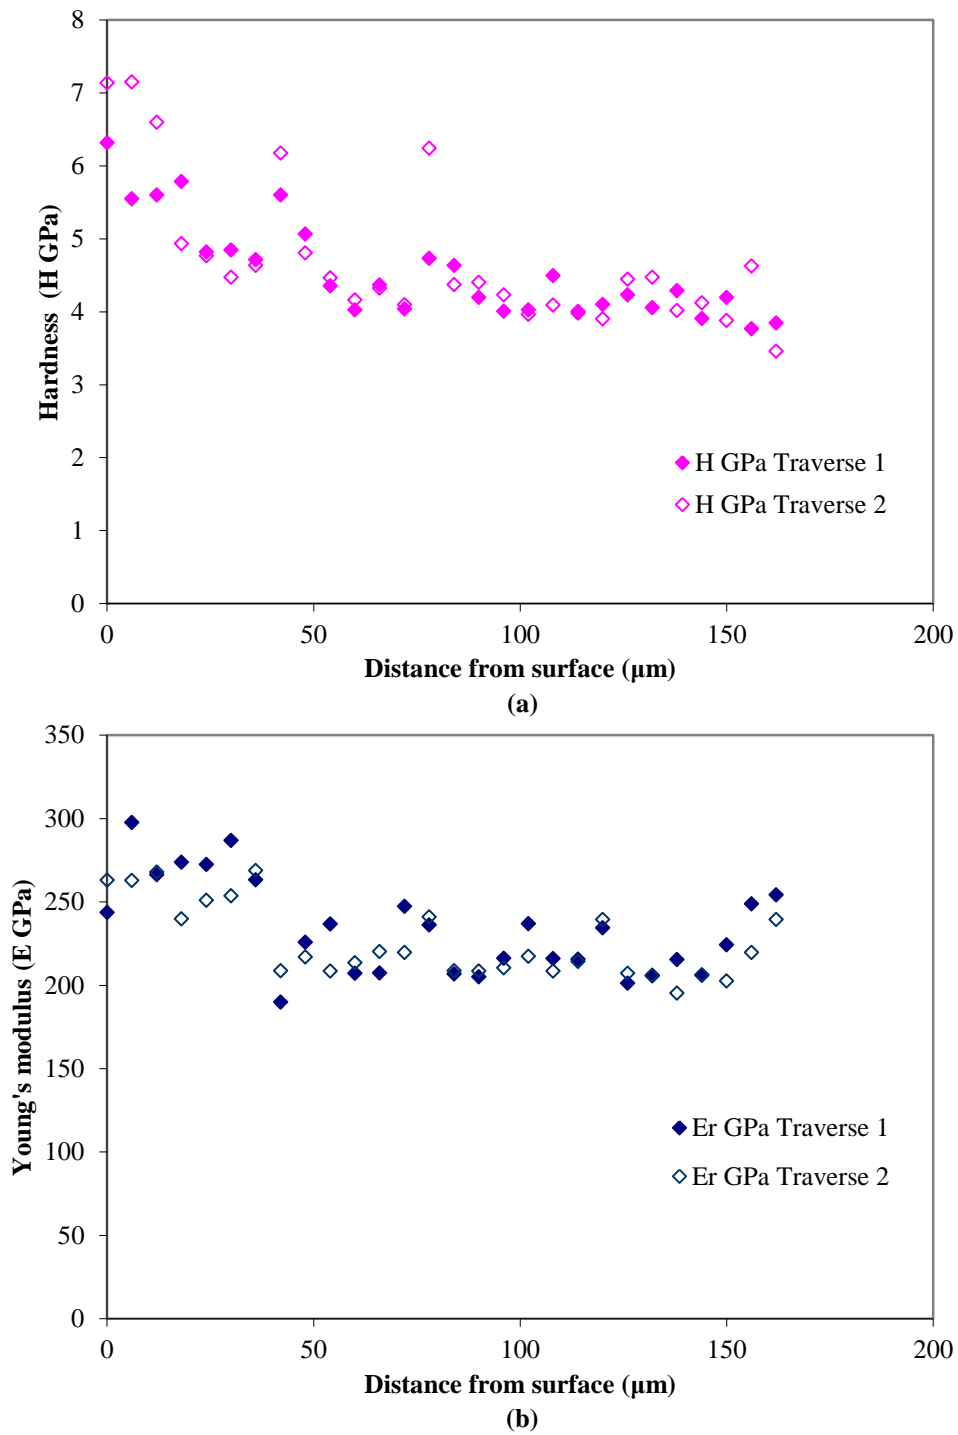 8
7
6
5
4
3
2
1
0
Hardness (H GPa)
H GPa Traverse 1
H GPa Traverse 2
0 50 100 150 200
Distance from surface (µm)
(a)
350
300
250
200
150
100
50
0
Young's modulus (E GPa)
Er GPa Traverse 1
Er GPa Traverse 2
0 50 100 150 200
Distance from surface (µm)
(b)